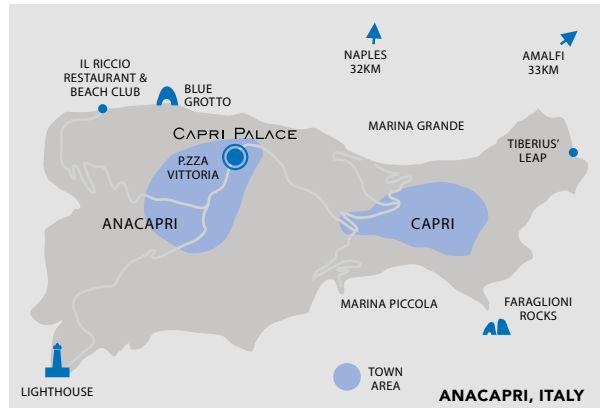 NAPLES
32KM
AMALFI
33KM
IL RICCIO
RESTAURANT &
BEACH CLUB
BLUE
GROTTO
CAPRI PALACE
MARINA GRANDE
TIBERIUS’
LEAP
P.ZZA
VITTORIA
ANACAPRI
CAPRI
MARINA PICCOLA
FARAGLIONI
ROCKS
LIGHTHOUSE
TOWN
AREA
ANACAPRI, ITALY